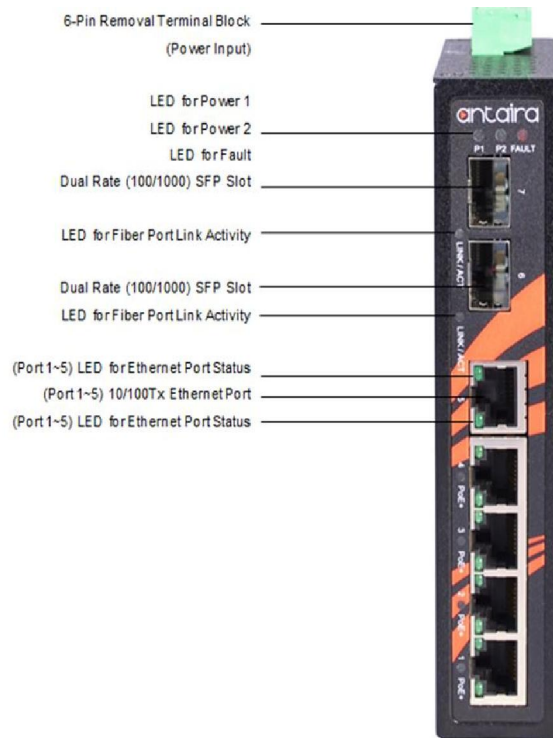 6-Pin Removal Terminal Block
(Power Input)
LED for Power 1
LED for Power 2
LED for Fault
Dual Rate (100/1000) SFP Slot
LED for Fiber Port Link Activity
Dual Rate (100/1000) SFP Slot
LED for Fiber Port Link Activity
(Port 1~5) LED for Ethernet Port Status
(Port 1~5) 10/100Tx Ethernet Port
(Port 1~5) LED for Ethernet Port Status
antaira
P1 P2 FAULT
7
LINK/ACT
6
LINK/ACT
5
4 PoE+
3 PoE+
2 PoE+
1 PoE+